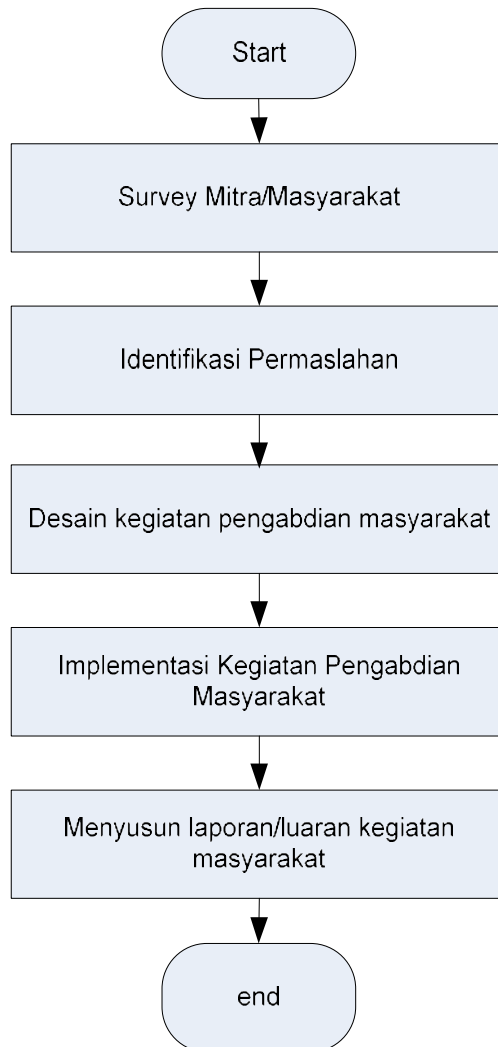 Start
Survey Mitra/Masyarakat
Identifikasi Permaslahan
Desain kegiatan pengabdian masyarakat
Implementasi Kegiatan Pengabdian
Masyarakat
Menyusun laporan/luaran kegiatan
masyarakat
end